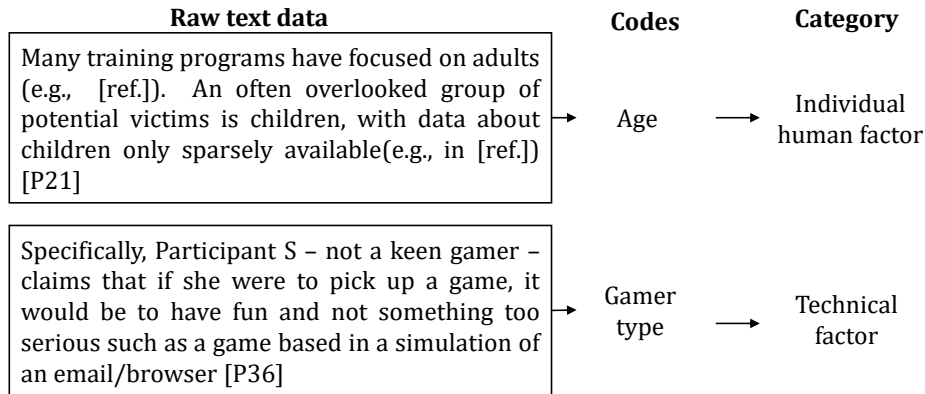 Raw text data
Codes
Category
Many training programs have focused on adults
(e.g., [ref.]). An often overlooked group of
potential victims is children, with data about
children only sparsely available(e.g., in [ref.])
[P21]
Age
Individual
human factor
Specifically, Participant S – not a keen gamer –
claims that if she were to pick up a game, it
would be to have fun and not something too
serious such as a game based in a simulation of
an email/browser [P36]
Gamer
type
Technical
factor